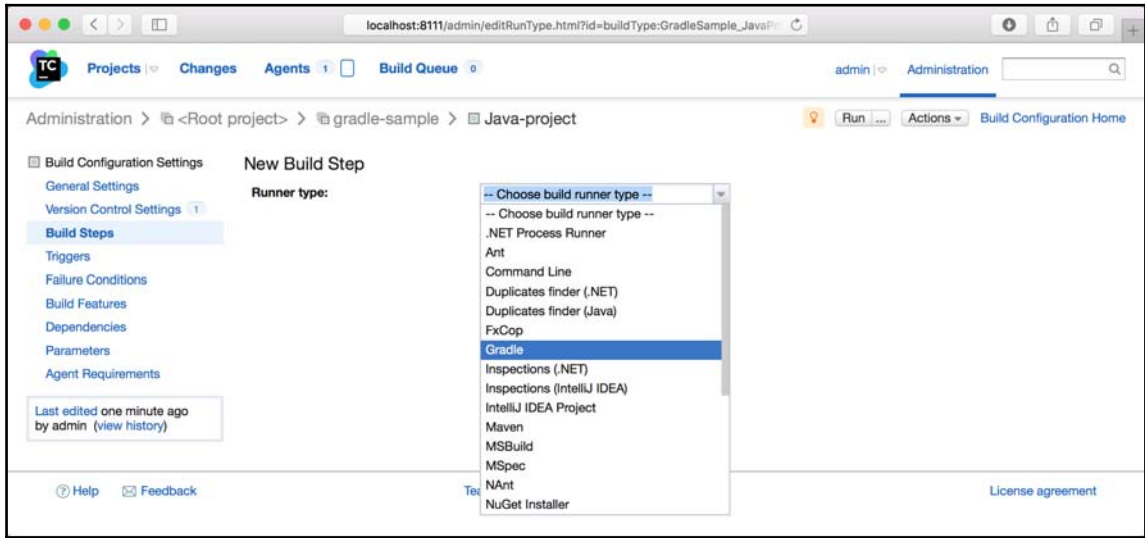 localhost:8111/admin/editRunType.html?id=buildType:GradleSample_JavaPr
TC
Projects
Changes
Agents 1
Build Queue 0
admin
Administration
Administration > <Root project> > gradle-sample > Java-project
Run ...
Actions
Build Configuration Home
Build Configuration Settings
General Settings
Version Control Settings 1
Build Steps
Triggers
Failure Conditions
Build Features
Dependencies
Parameters
Agent Requirements
Last edited one minute ago
by admin (view history)
New Build Step
Runner type:
-- Choose build runner type --
-- Choose build runner type --
.NET Process Runner
Ant
Command Line
Duplicates finder (.NET)
Duplicates finder (Java)
FxCop
Gradle
Inspections (.NET)
Inspections (IntelliJ IDEA)
IntelliJ IDEA Project
Maven
MSBuild
MSpec
NAnt
NuGet Installer
Help
Feedback
License agreement